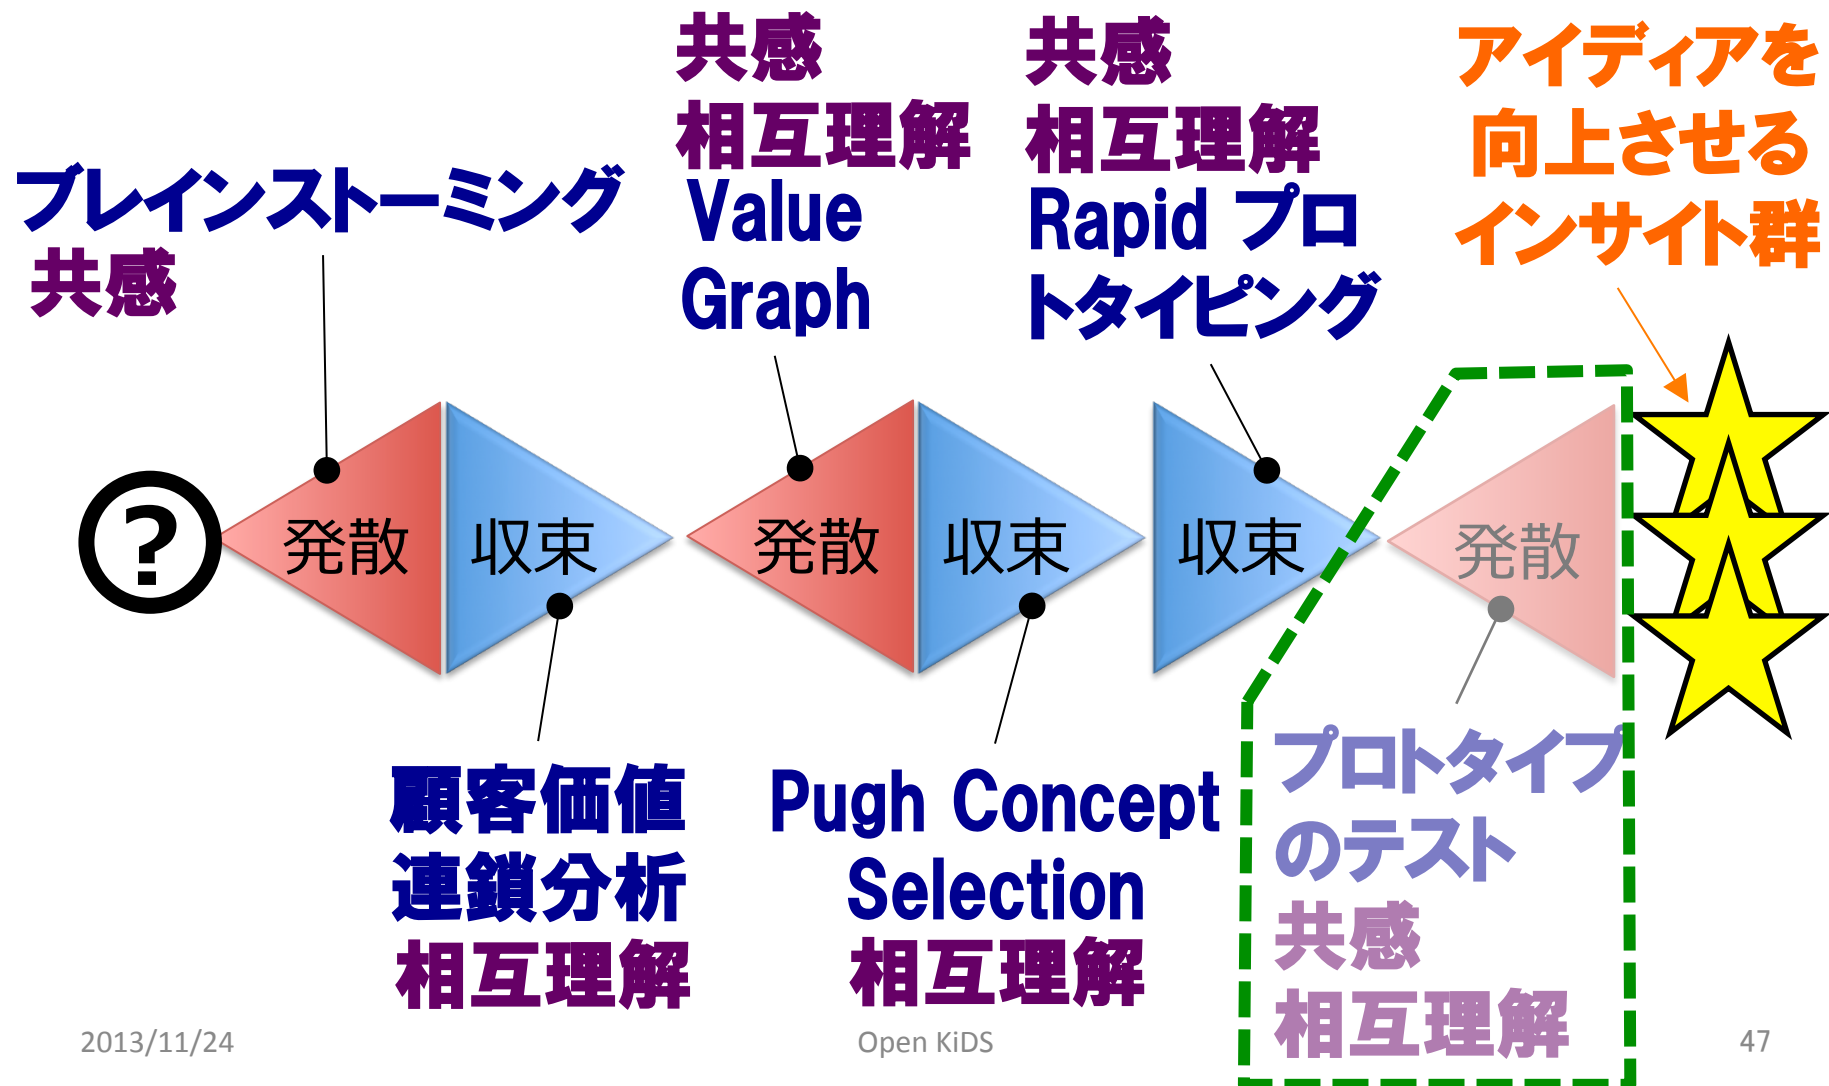 ブレインストーミング
共感
共感
相互理解
Value
Graph
共感
相互理解
Rapid プロ
トタイピング
アイディアを
向上させる
インサイト群
?
発散
収束
発散
収束
収束
発散
顧客価値
連鎖分析
相互理解
Pugh Concept
Selection
相互理解
プロトタイプ
のテスト
共感
相互理解
2013/11/24
Open KiDS
47